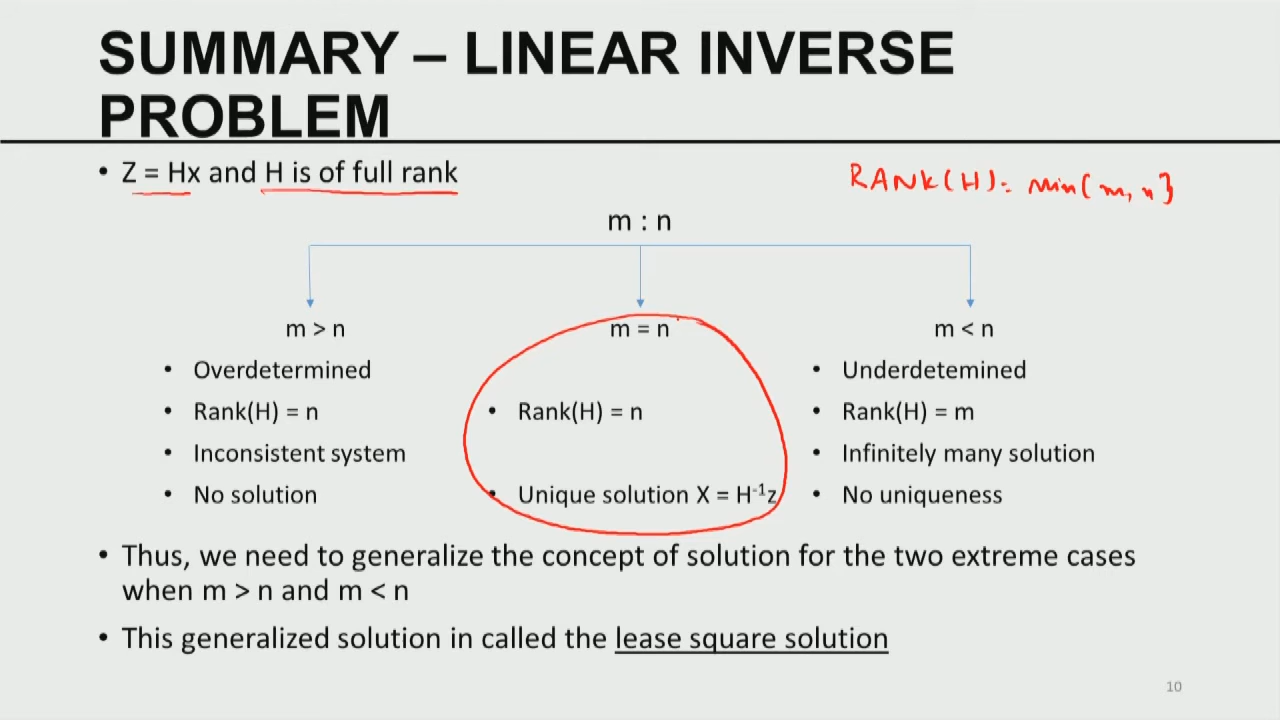 SUMMARY – LINEAR INVERSE
PROBLEM
• Z = Hx and H is of full rank
RANK(H): min{m, n}
m : n
m > n
• Overdetermined
• Rank(H) = n
• Inconsistent system
• No solution
m = n
• Rank(H) = n
• Unique solution X = H⁻¹z
m < n
• Underdetemined
• Rank(H) = m
• Infinitely many solution
• No uniqueness
• Thus, we need to generalize the concept of solution for the two extreme cases
when m > n and m < n
• This generalized solution in called the lease square solution
10